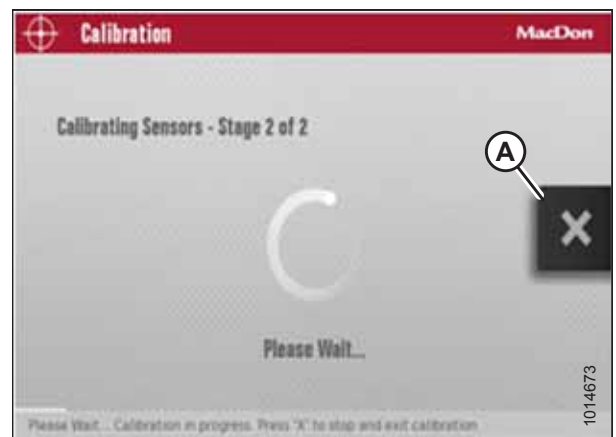 Calibration
MacDon
Calibrating Sensors - Stage 2 of 2
A
X
Please Wait...
Please Wait... Calibration in progress. Press "X" to stop and exit calibration
1014673